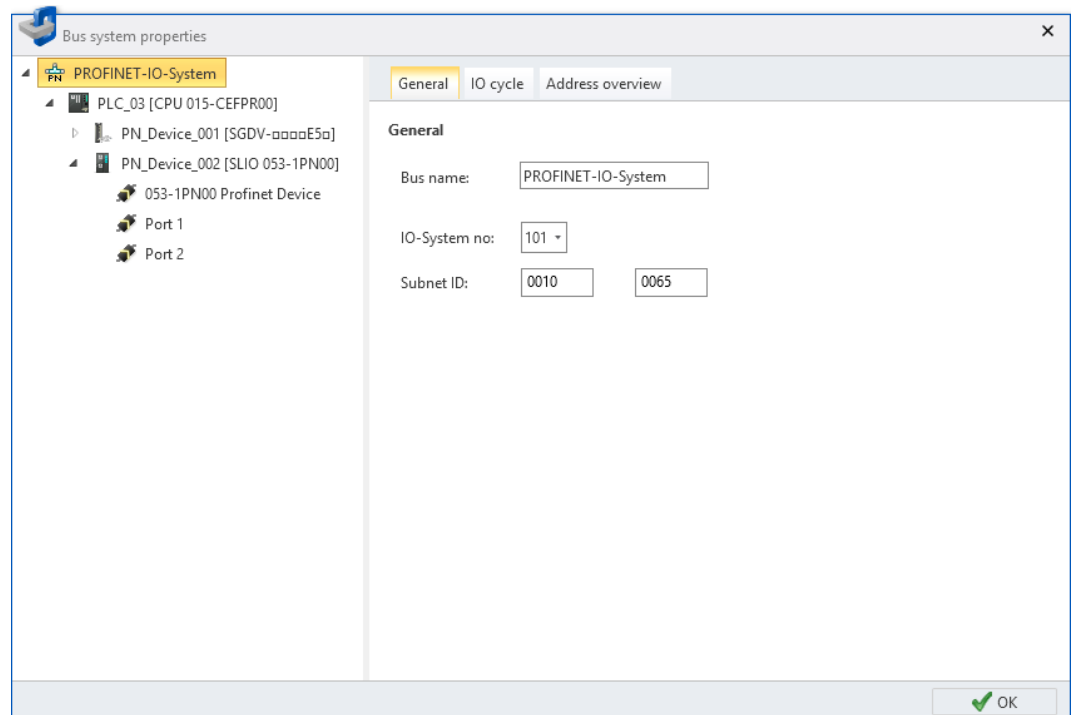 Bus system properties
PN PROFINET-IO-System
PLC_03 [CPU 015-CEFPR00]
PN_Device_001 [SGDV-□□□□E5□]
PN_Device_002 [SLIO 053-1PN00]
053-1PN00 Profinet Device
Port 1
Port 2
General IO cycle Address overview
General
Bus name: PROFINET-IO-System
IO-System no: 101
Subnet ID: 0010 0065
OK